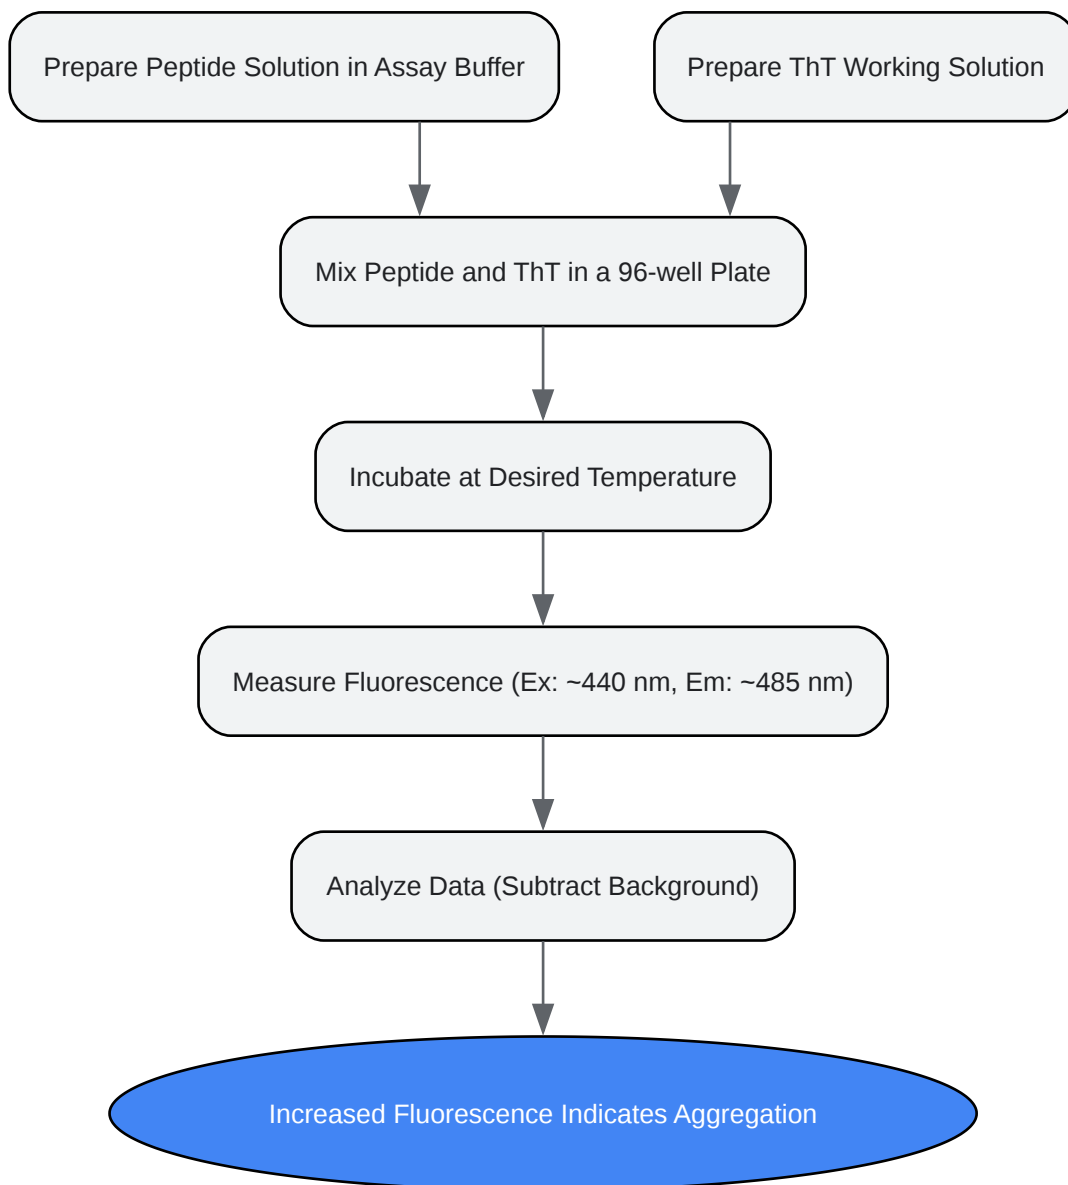 Prepare Peptide Solution in Assay Buffer
Prepare ThT Working Solution
Mix Peptide and ThT in a 96-well Plate
Incubate at Desired Temperature
Measure Fluorescence (Ex: ~440 nm, Em: ~485 nm)
Analyze Data (Subtract Background)
Increased Fluorescence Indicates Aggregation